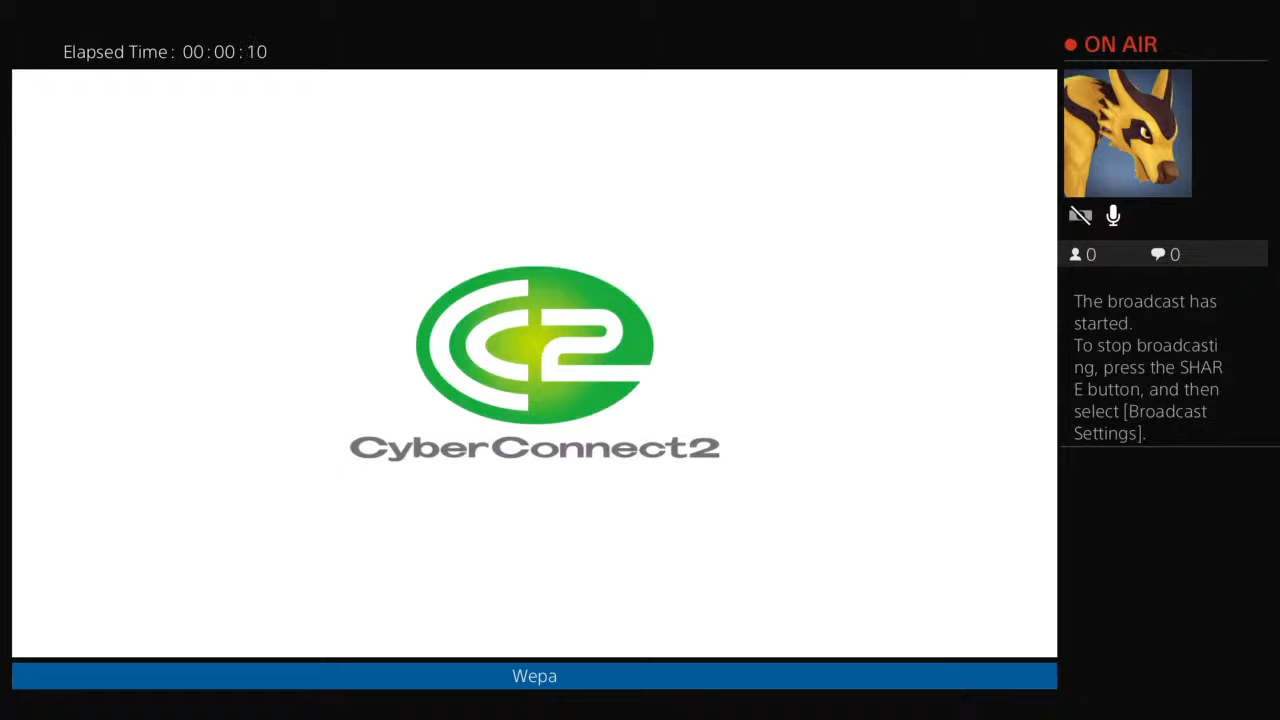 Elapsed Time: 00:00:10
ON AIR
CC2
CyberConnect2
0 0
The broadcast has
started.
To stop broadcasti
ng, press the SHAR
E button, and then
select [Broadcast
Settings].
Wepa